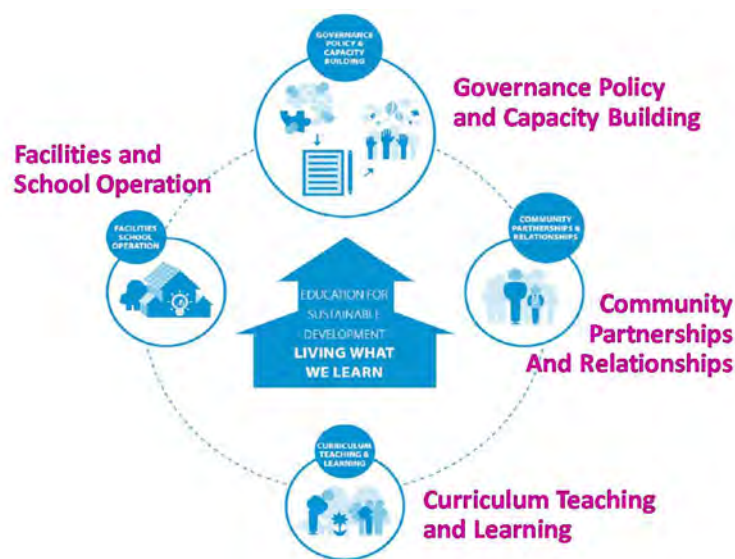 GOVERNANCE
POLICY &
CAPACITY
BUILDING
Governance Policy
and Capacity Building
Facilities and
School Operation
FACILITIES
SCHOOL
OPERATION
COMMUNITY
PARTNERSHIPS &
RELATIONSHIPS
EDUCATION FOR
SUSTAINABLE
DEVELOPMENT
LIVING WHAT
WE LEARN
Community
Partnerships
And Relationships
CURRICULUM
TEACHING &
LEARNING
Curriculum Teaching
and Learning